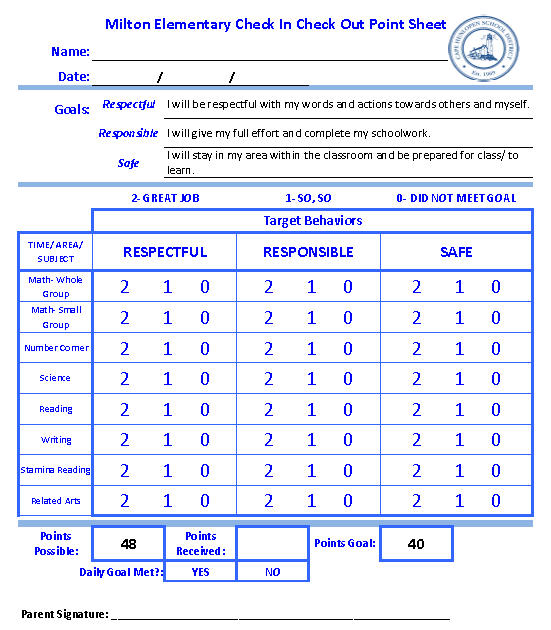 Milton Elementary Check In Check Out Point Sheet
CAPE HENLOPEN SCHOOL DISTRICT
Est. 1969
Name:
Date: / /
Goals:
Respectful I will be respectful with my words and actions towards others and myself.
Responsible I will give my full effort and complete my schoolwork.
Safe I will stay in my area within the classroom and be prepared for class/ to
learn.
2- GREAT JOB 1- SO, SO 0- DID NOT MEET GOAL
Target Behaviors
TIME/ AREA/
SUBJECT
RESPECTFUL RESPONSIBLE SAFE
Math- Whole
Group
2 1 0 2 1 0 2 1 0
Math- Small
Group
2 1 0 2 1 0 2 1 0
Number Corner 2 1 0 2 1 0 2 1 0
Science 2 1 0 2 1 0 2 1 0
Reading 2 1 0 2 1 0 2 1 0
Writing 2 1 0 2 1 0 2 1 0
Stamina Reading 2 1 0 2 1 0 2 1 0
Related Arts 2 1 0 2 1 0 2 1 0
Points
Possible:
48
Points
Received:
Points Goal: 40
Daily Goal Met?: YES NO
Parent Signature: